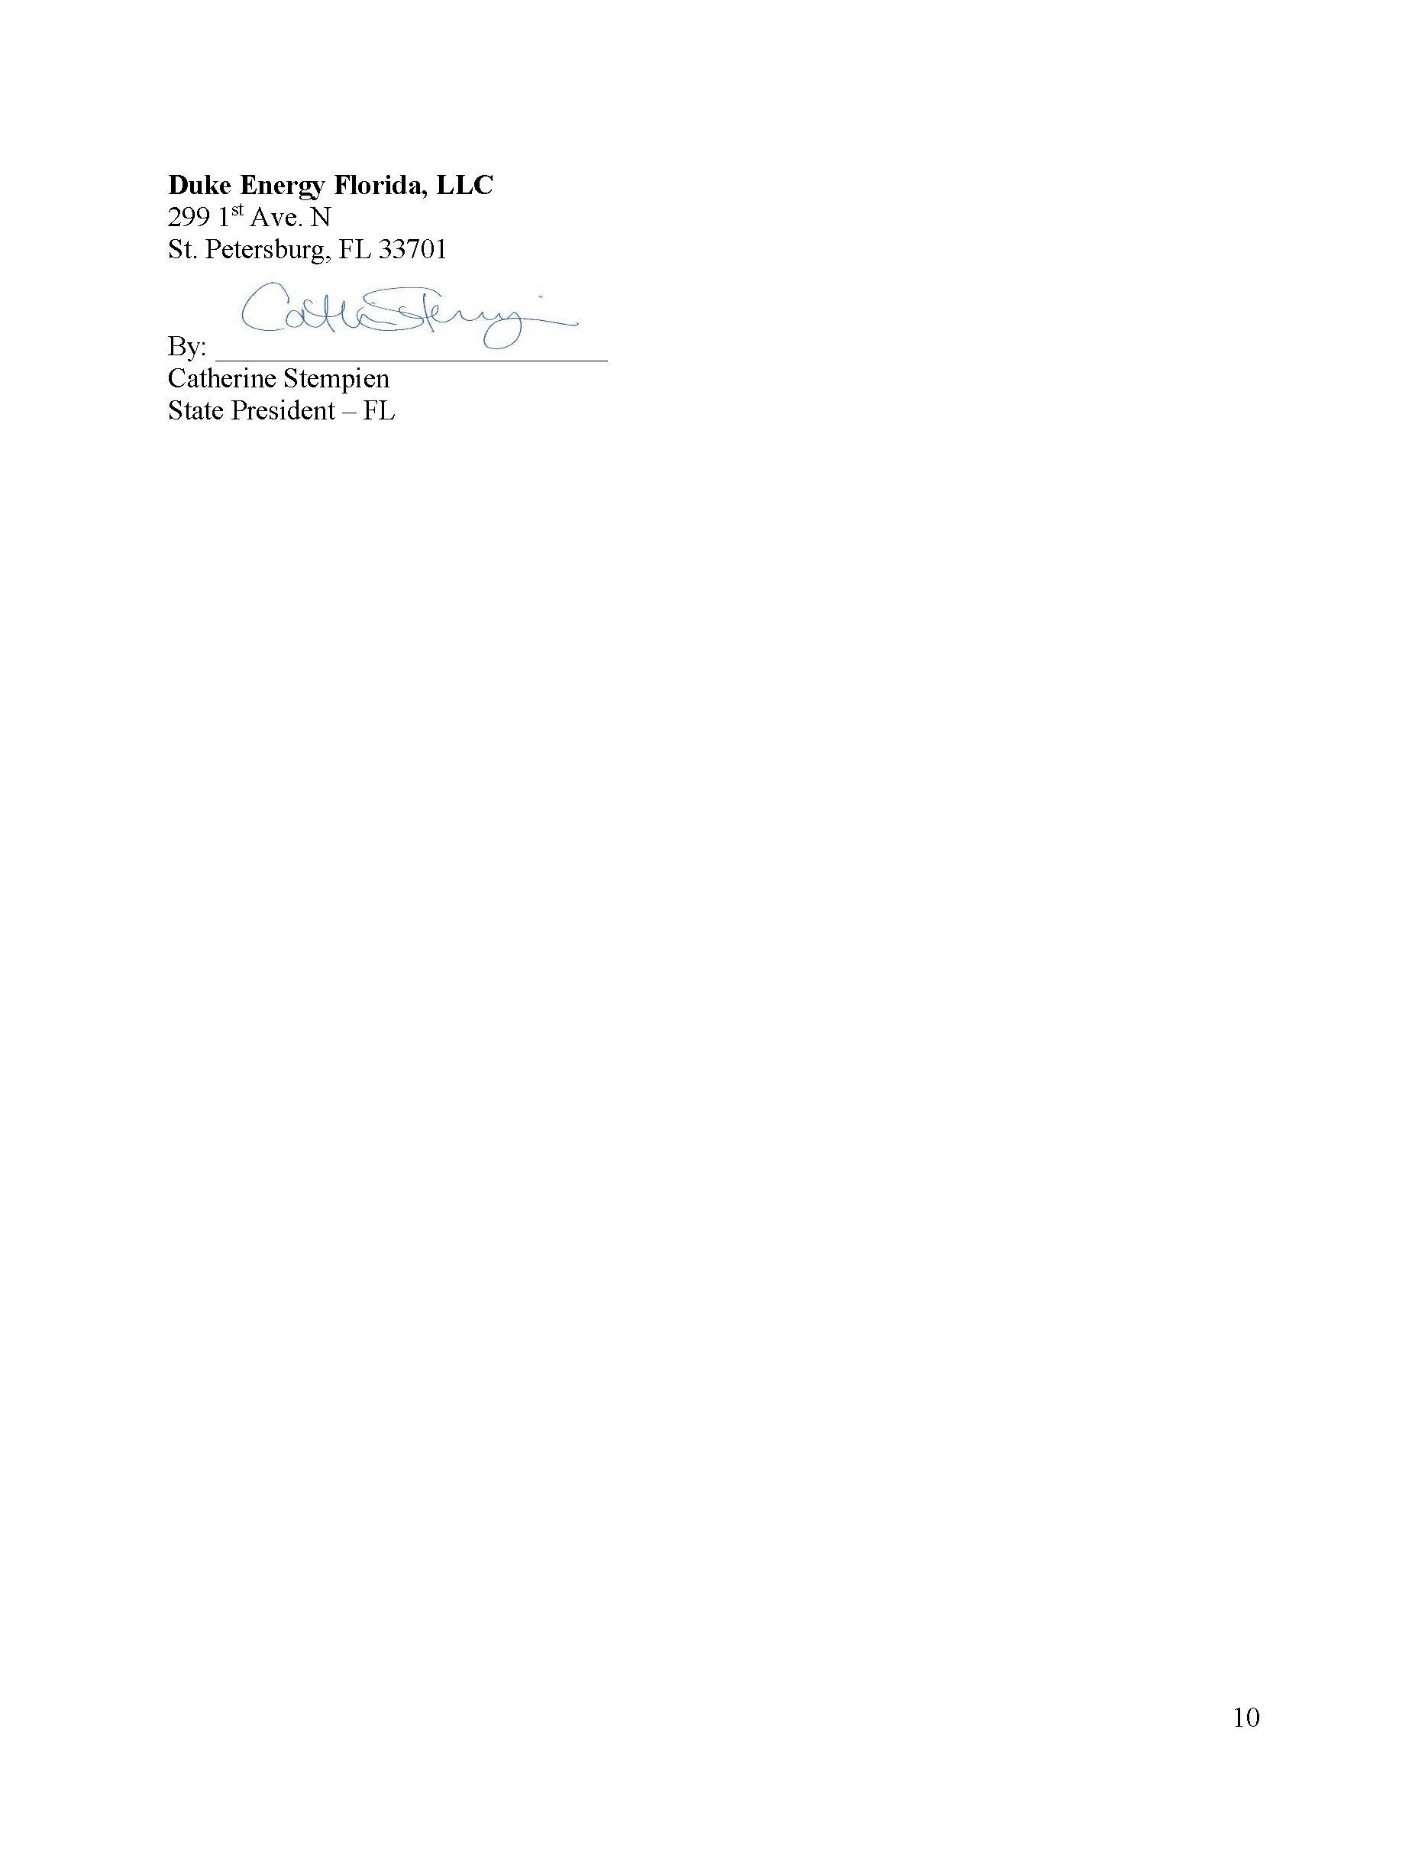 Duke Energy Florida, LLC
299 1st Ave. N
St. Petersburg, FL 33701
By:
Catherine Stempien
State President – FL
10